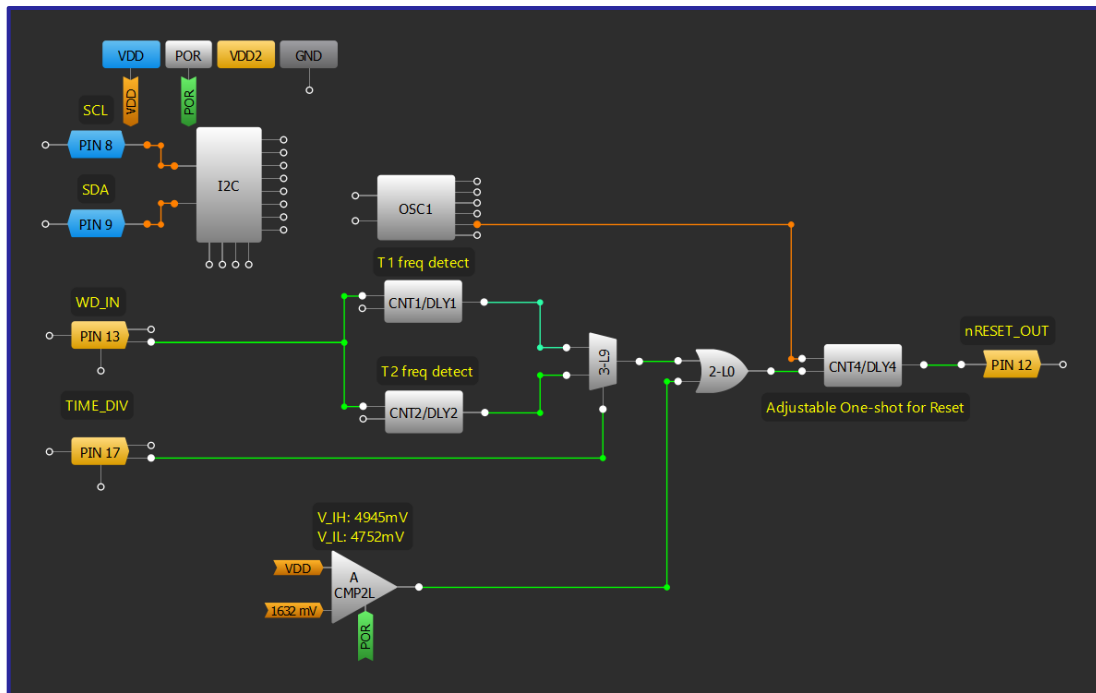 VDD
POR
VDD2
GND
VDD
POR
SCL
PIN 8
I2C
SDA
PIN 9
OSC1
T1 freq detect
CNT1/DLY1
WD_IN
PIN 13
3-L9
nRESET_OUT
PIN 12
T2 freq detect
2-L0
CNT4/DLY4
CNT2/DLY2
Adjustable One-shot for Reset
TIME_DIV
PIN 17
V_IH: 4945mV
V_IL: 4752mV
VDD
A
CMP2L
1632 mV
POR